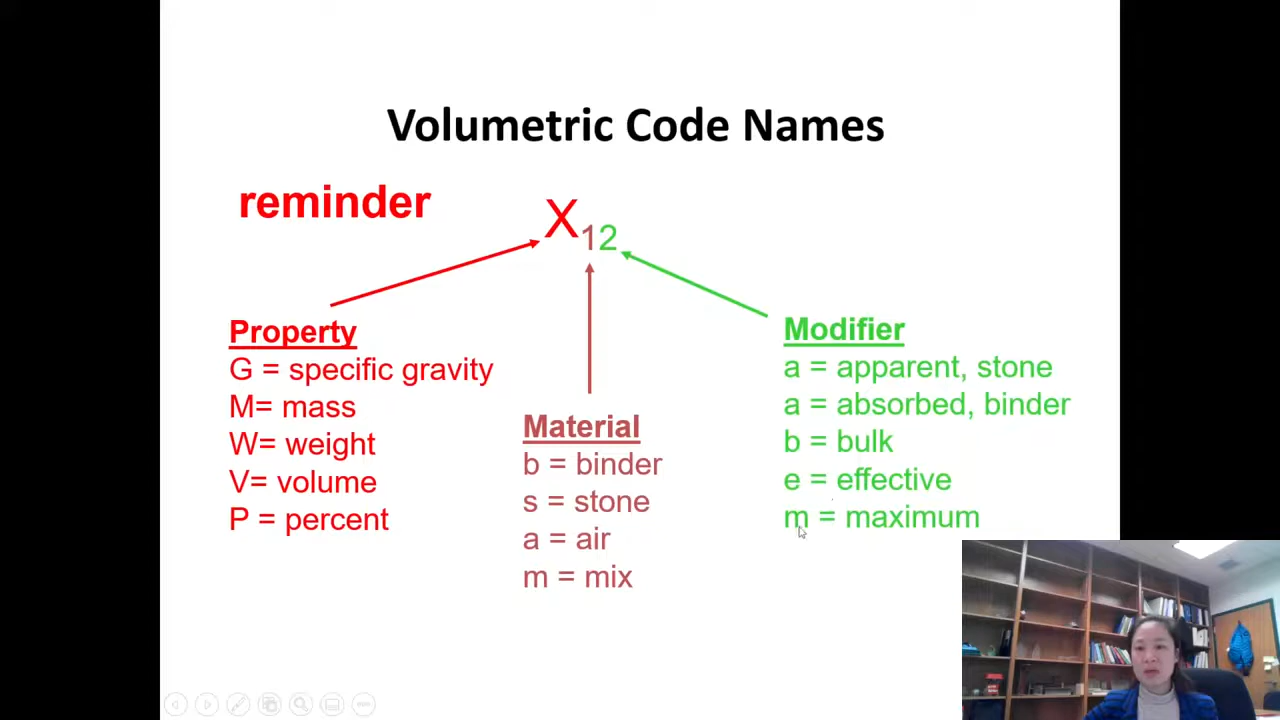 Volumetric Code Names
reminder
X12
Property
G = specific gravity
M= mass
W= weight
V= volume
P = percent
Material
b = binder
s = stone
a = air
m = mix
Modifier
a = apparent, stone
a = absorbed, binder
b = bulk
e = effective
m = maximum